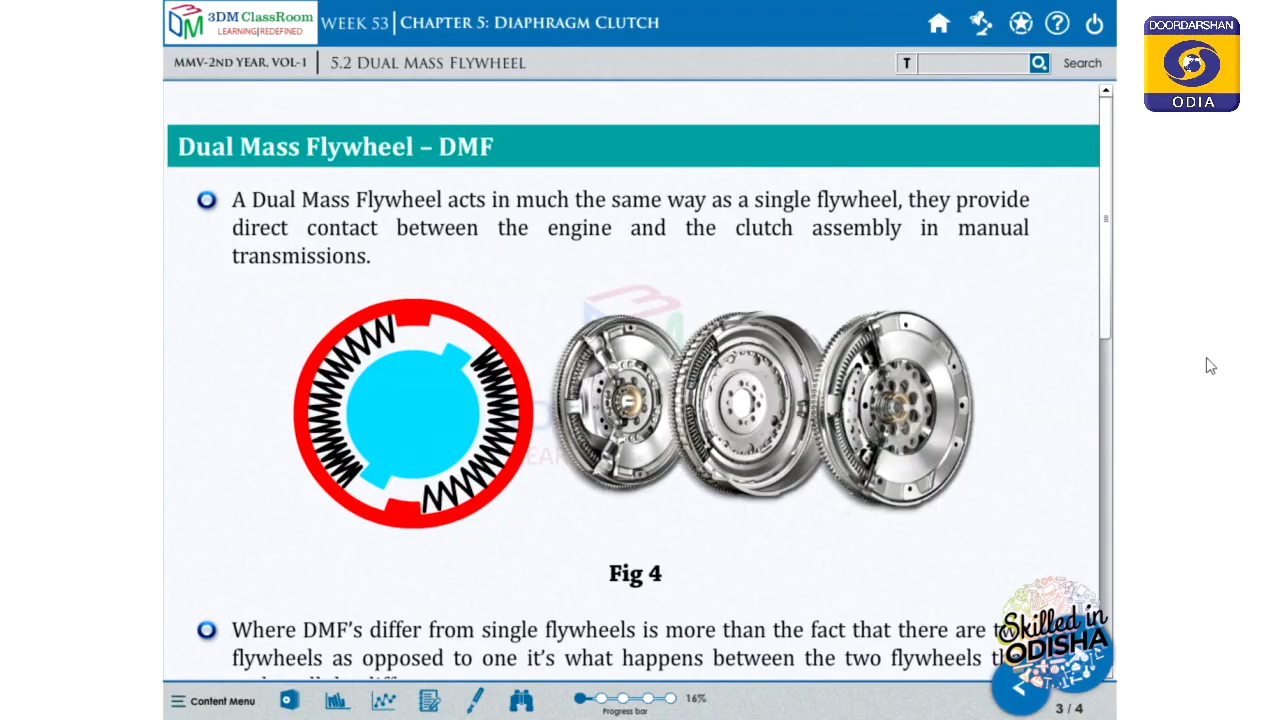 3DM ClassRoom
LEARNING|REDEFINED
WEEK 53 | CHAPTER 5: DIAPHRAGM CLUTCH
DOORDARSHAN
ODIA
MMV-2ND YEAR, VOL-1 | 5.2 DUAL MASS FLYWHEEL
T
Search
Dual Mass Flywheel – DMF
A Dual Mass Flywheel acts in much the same way as a single flywheel, they provide
direct contact between the engine and the clutch assembly in manual
transmissions.
Fig 4
Where DMF's differ from single flywheels is more than the fact that there are
flywheels as opposed to one it's what happens between the two flywheels
Skilled in
ODISHA
Content Menu
Progress bar
16%
3 / 4